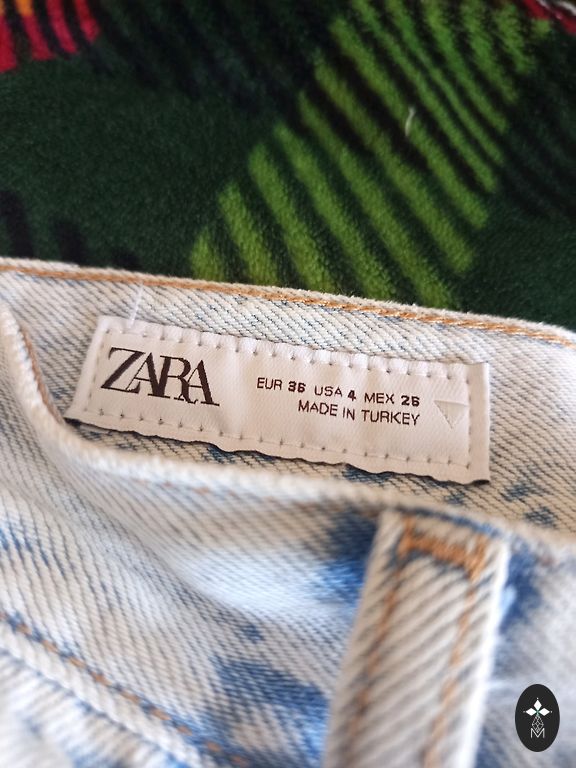 ZARA
EUR 36 USA 4 MEX 26
MADE IN TURKEY
M